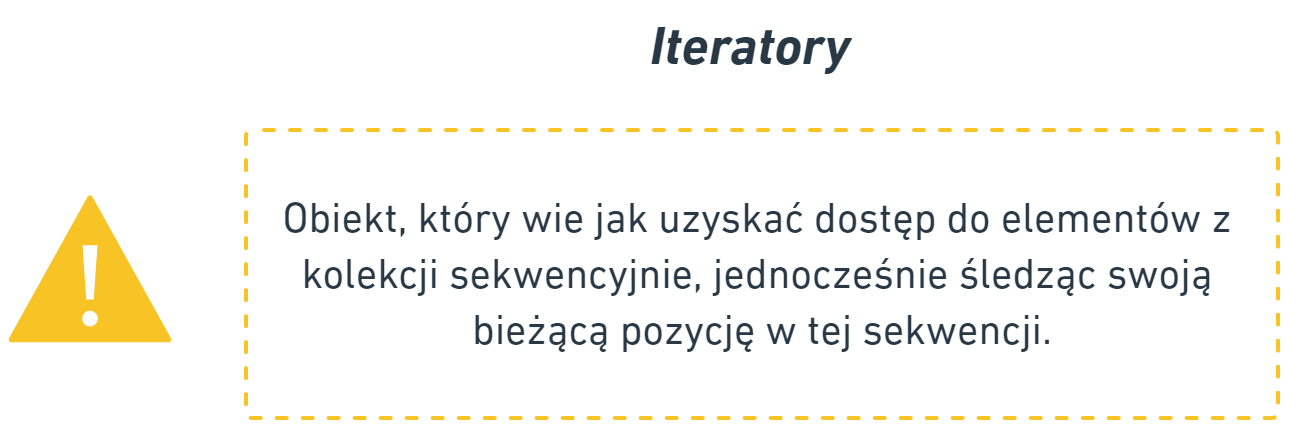 Iteratory
Obiekt, który wie jak uzyskać dostęp do elementów z
kolekcji sekwencyjnie, jednocześnie śledząc swoją
bieżącą pozycję w tej sekwencji.
!